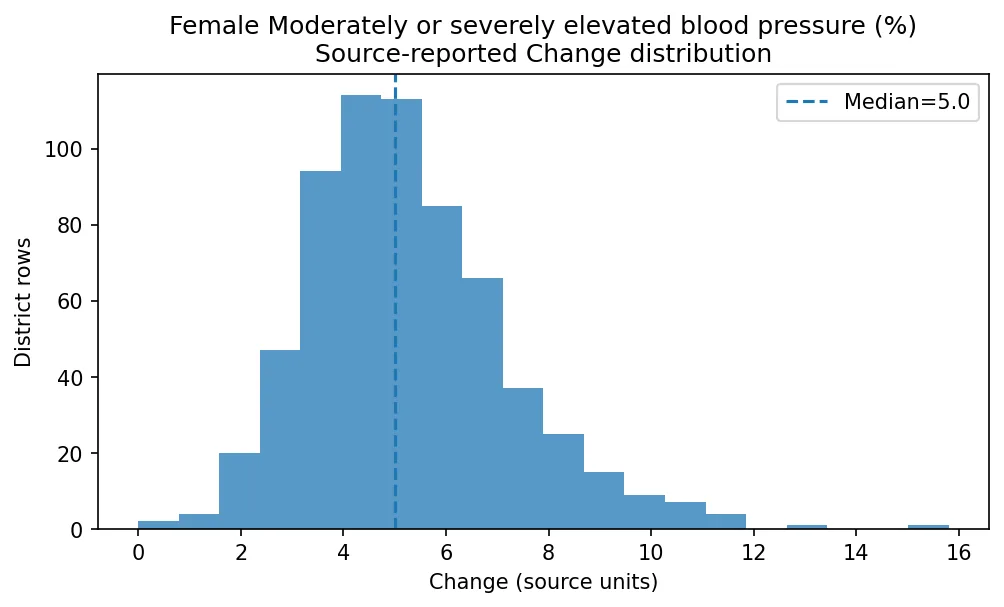 Female Moderately or severely elevated blood pressure (%)
Source-reported Change distribution
Median=5.0
District rows
100
80
60
40
20
0
0 2 4 6 8 10 12 14 16
Change (source units)